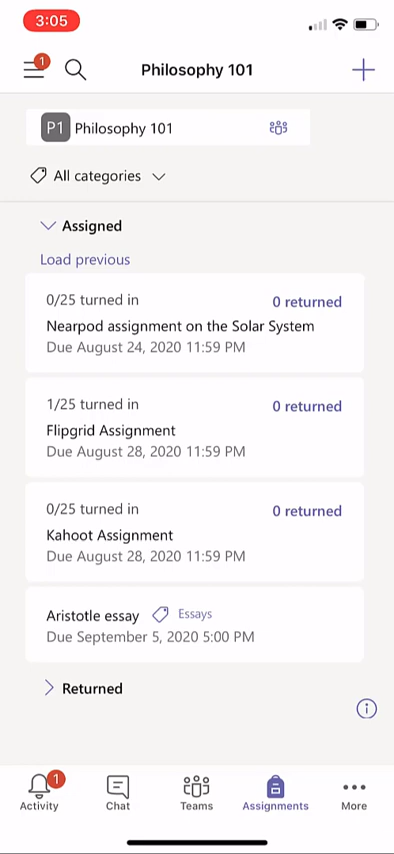 3:05
1
Philosophy 101
P1 Philosophy 101
All categories
Assigned
Load previous
0/25 turned in 0 returned
Nearpod assignment on the Solar System
Due August 24, 2020 11:59 PM
1/25 turned in 0 returned
Flipgrid Assignment
Due August 28, 2020 11:59 PM
0/25 turned in 0 returned
Kahoot Assignment
Due August 28, 2020 11:59 PM
Aristotle essay Essays
Due September 5, 2020 5:00 PM
Returned
1
Activity Chat Teams Assignments More